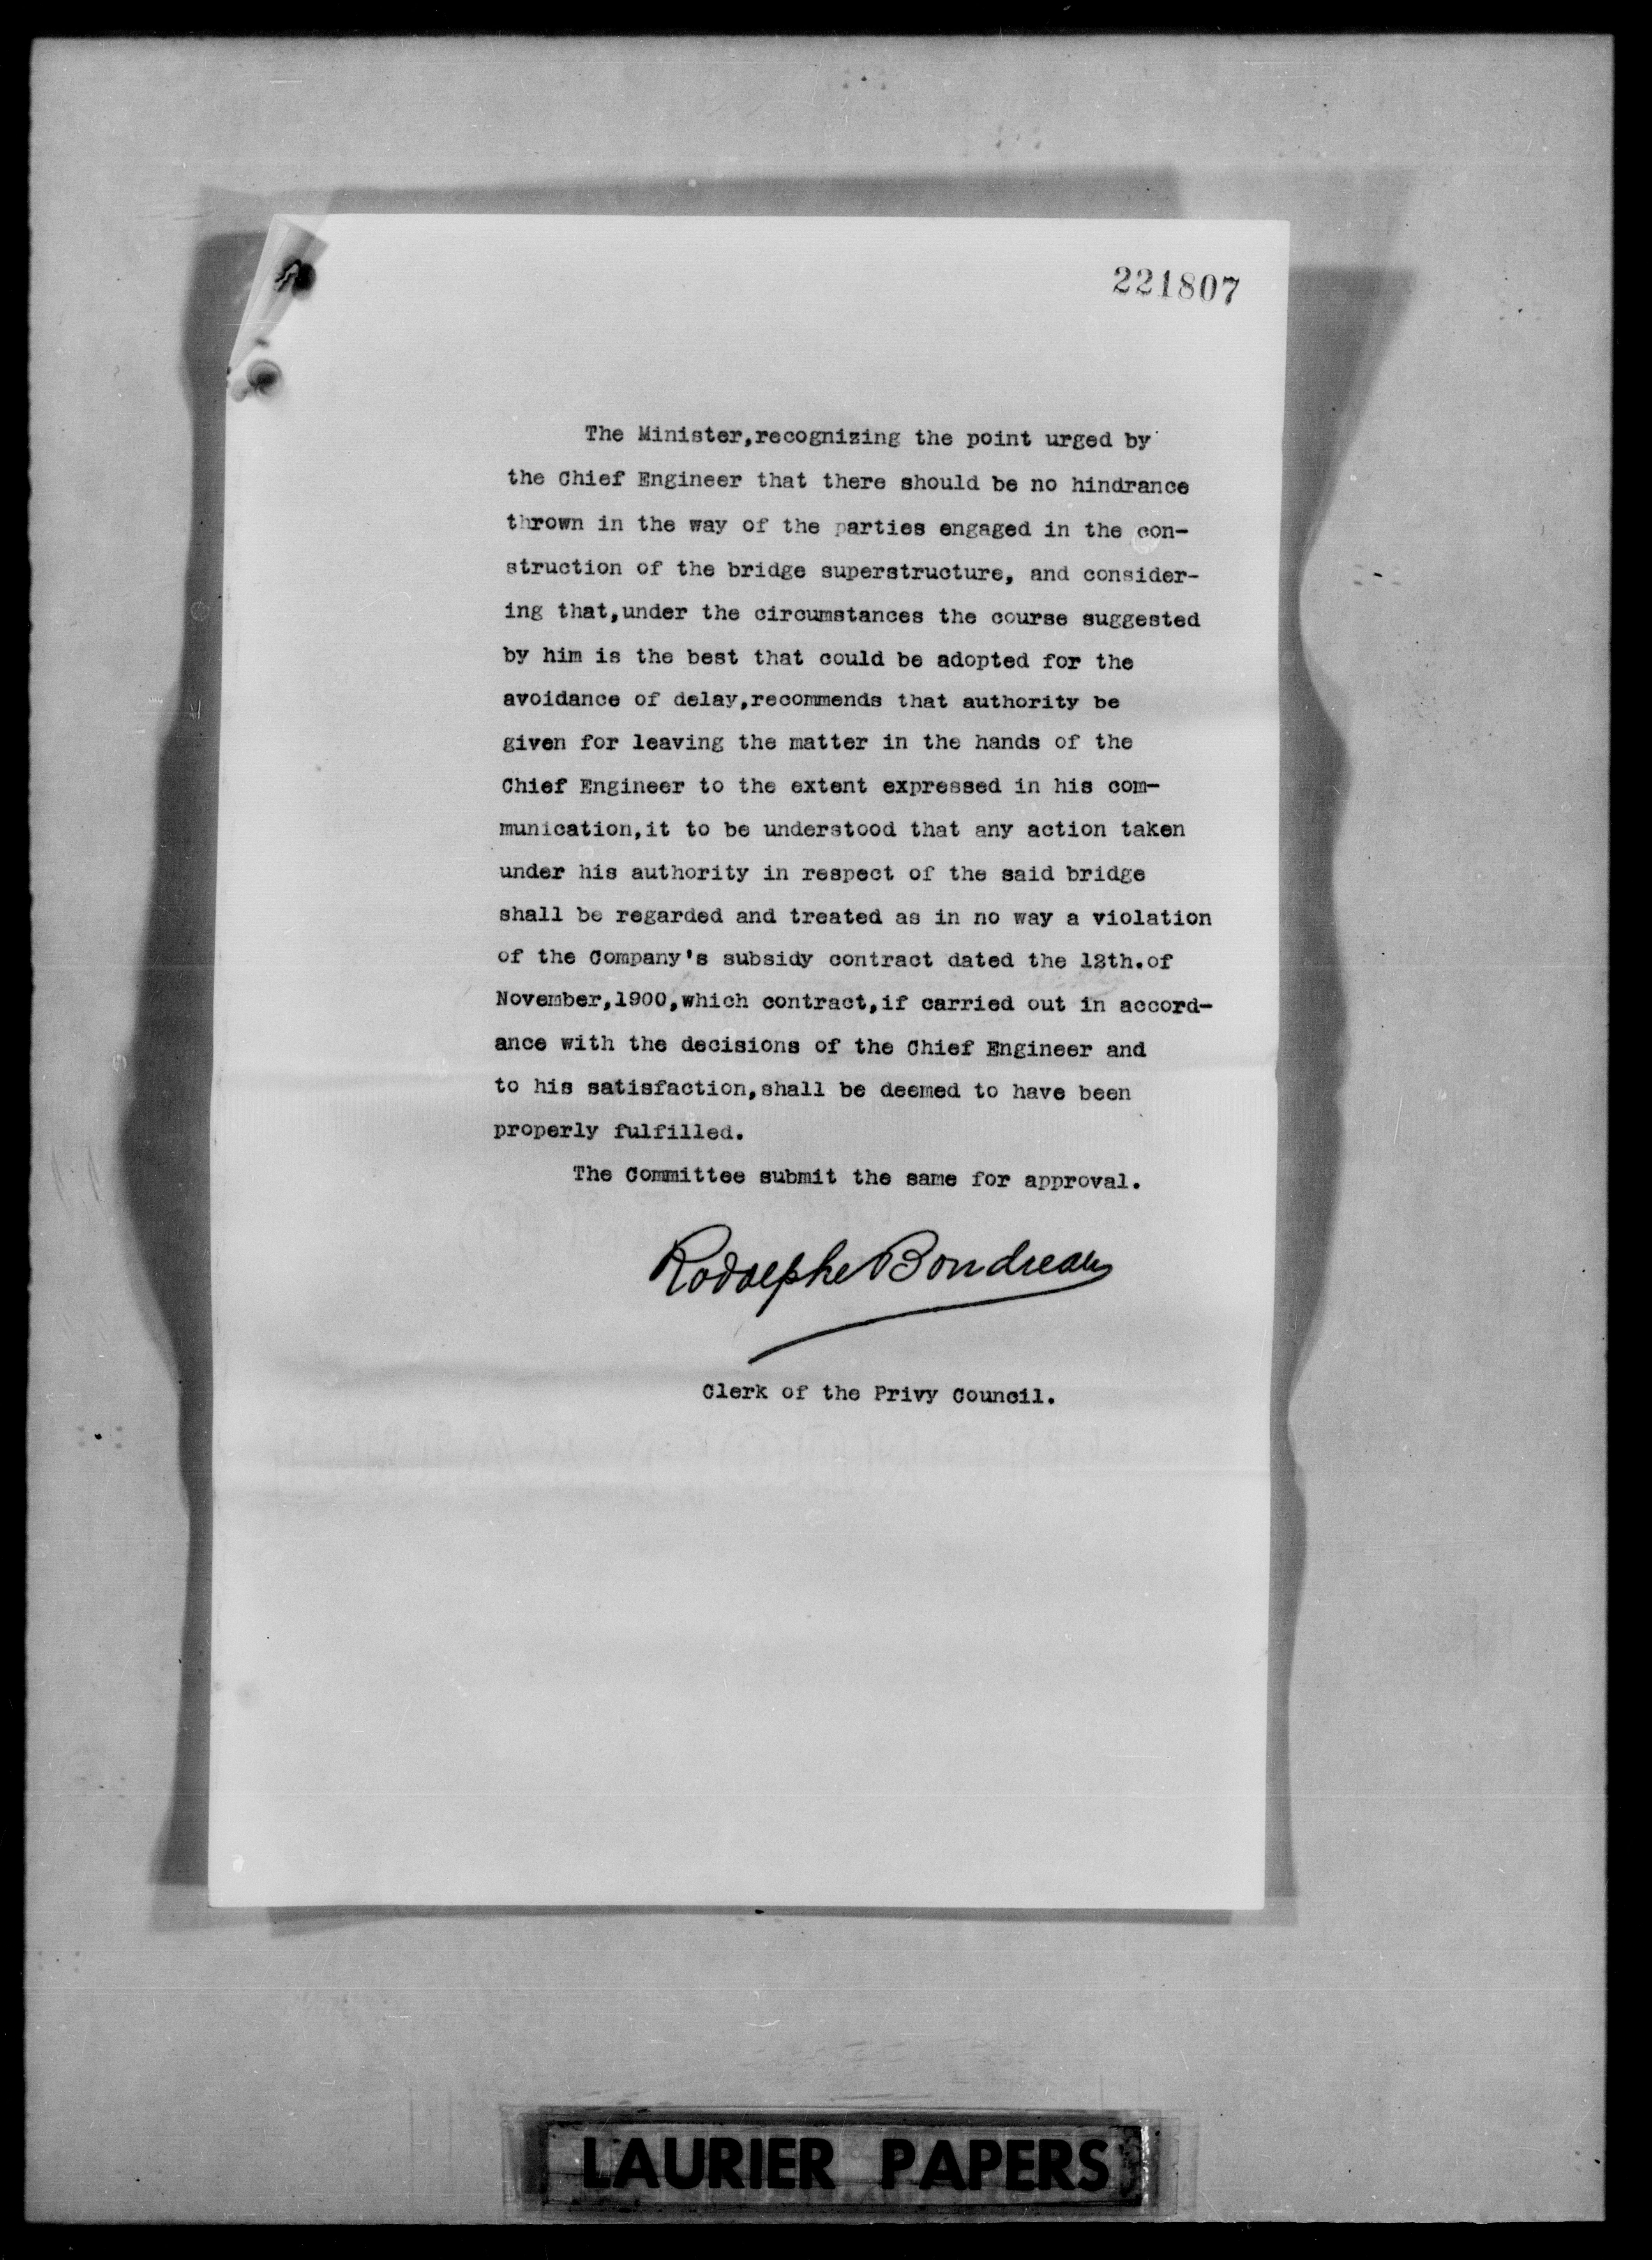 221807
The Minister,recognizing the point urged by
the Chief Engineer that there should be no hindrance
thrown in the way of the parties engaged in the con-
struction of the bridge superstructure, and consider-
ing that,under the circumstances the course suggested
by him is the best that could be adopted for the
avoidance of delay,recommends that authority be
given for leaving the matter in the hands of the
Chief Engineer to the extent expressed in his com-
munication,it to be understood that any action taken
under his authority in respect of the said bridge
shall be regarded and treated as in no way a violation
of the Company's subsidy contract dated the 12th.of
November,1900,which contract,if carried out in accord-
ance with the decisions of the Chief Engineer and
to his satisfaction,shall be deemed to have been
properly fulfilled.
The Committee submit the same for approval.
Rodolphe Boudreau
Clerk of the Privy Council.
LAURIER PAPERS